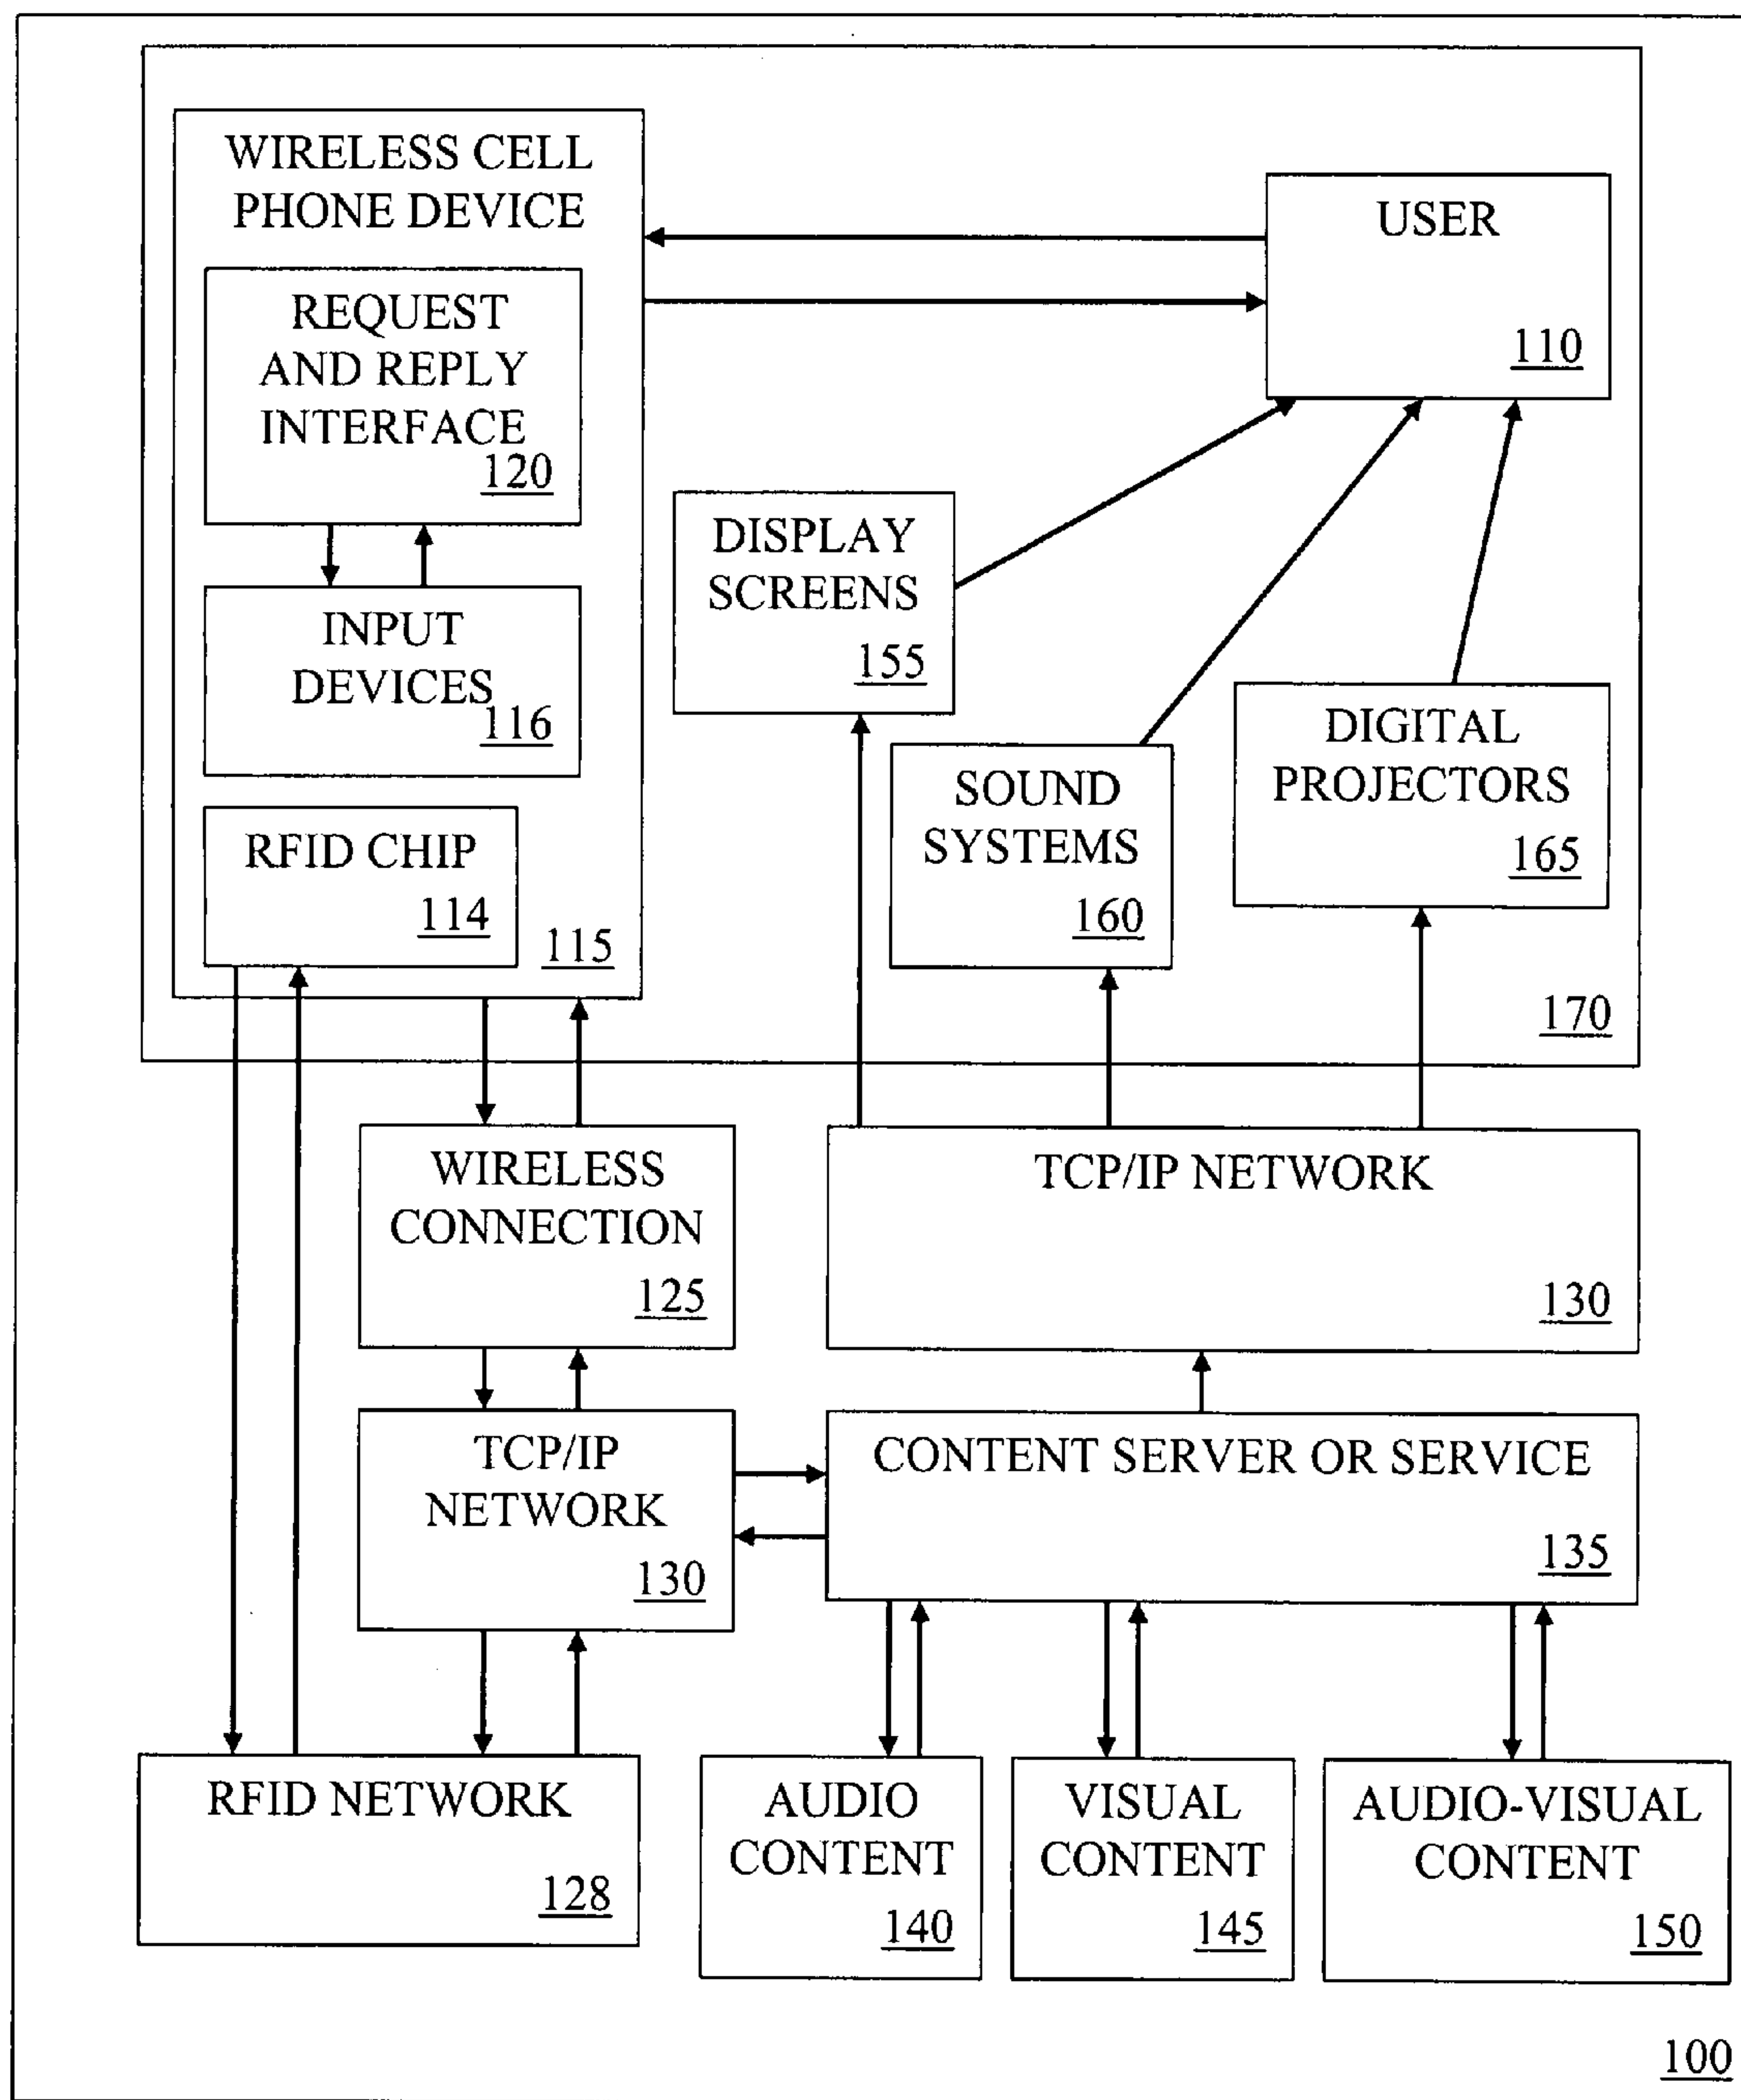 WIRELESS CELL
PHONE DEVICE
REQUEST
AND REPLY
INTERFACE
120
INPUT
DEVICES
116
RFID CHIP
114
115
USER
110
DISPLAY
SCREENS
155
SOUND
SYSTEMS
160
DIGITAL
PROJECTORS
165
170
WIRELESS
CONNECTION
125
TCP/IP NETWORK
130
TCP/IP
NETWORK
130
CONTENT SERVER OR SERVICE
135
RFID NETWORK
128
AUDIO
CONTENT
140
VISUAL
CONTENT
145
AUDIO-VISUAL
CONTENT
150
100